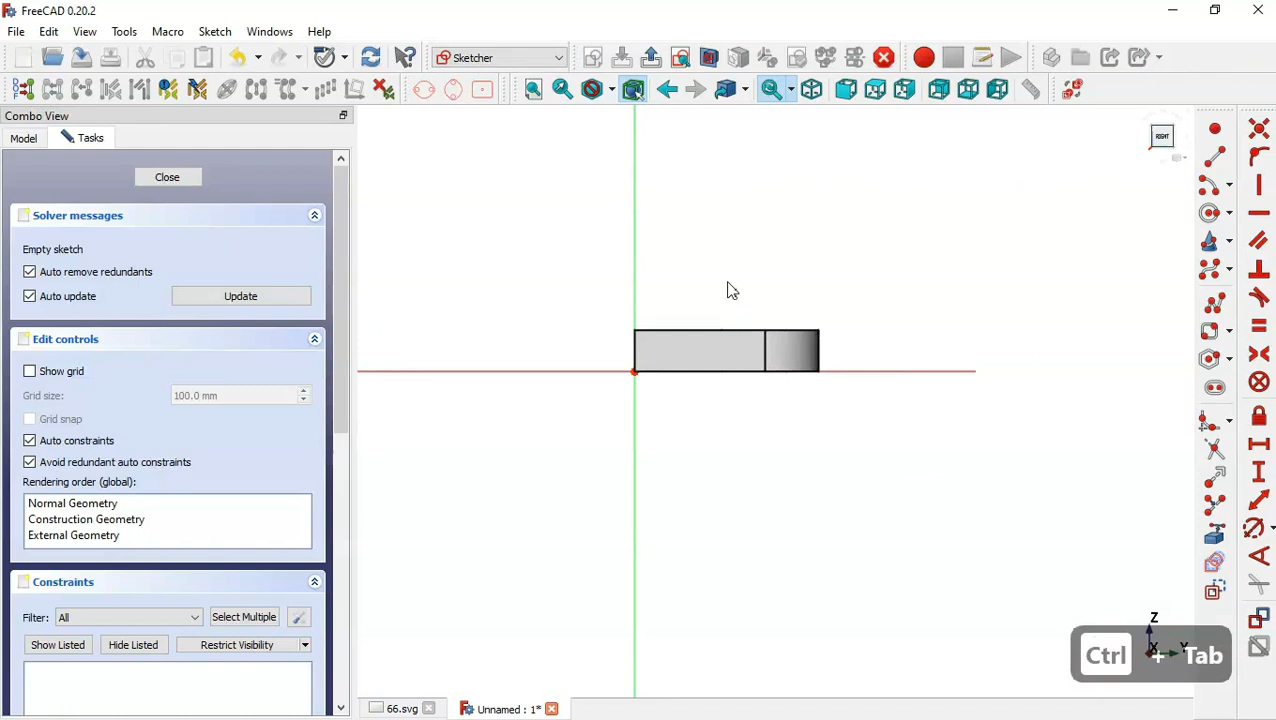 FreeCAD 0.20.2
File Edit View Tools Macro Sketch Windows Help
Sketcher
Combo View
Model Tasks
Close
Solver messages
Empty sketch
Auto remove redundants
Auto update Update
Edit controls
Show grid
Grid size: 100.0 mm
Grid snap
Auto constraints
Avoid redundant auto constraints
Rendering order (global):
Normal Geometry
Construction Geometry
External Geometry
Constraints
Filter: All Select Multiple
Show Listed Hide Listed Restrict Visibility
RIGHT
Z
X Y
Ctrl + Tab
66.svg Unnamed : 1*